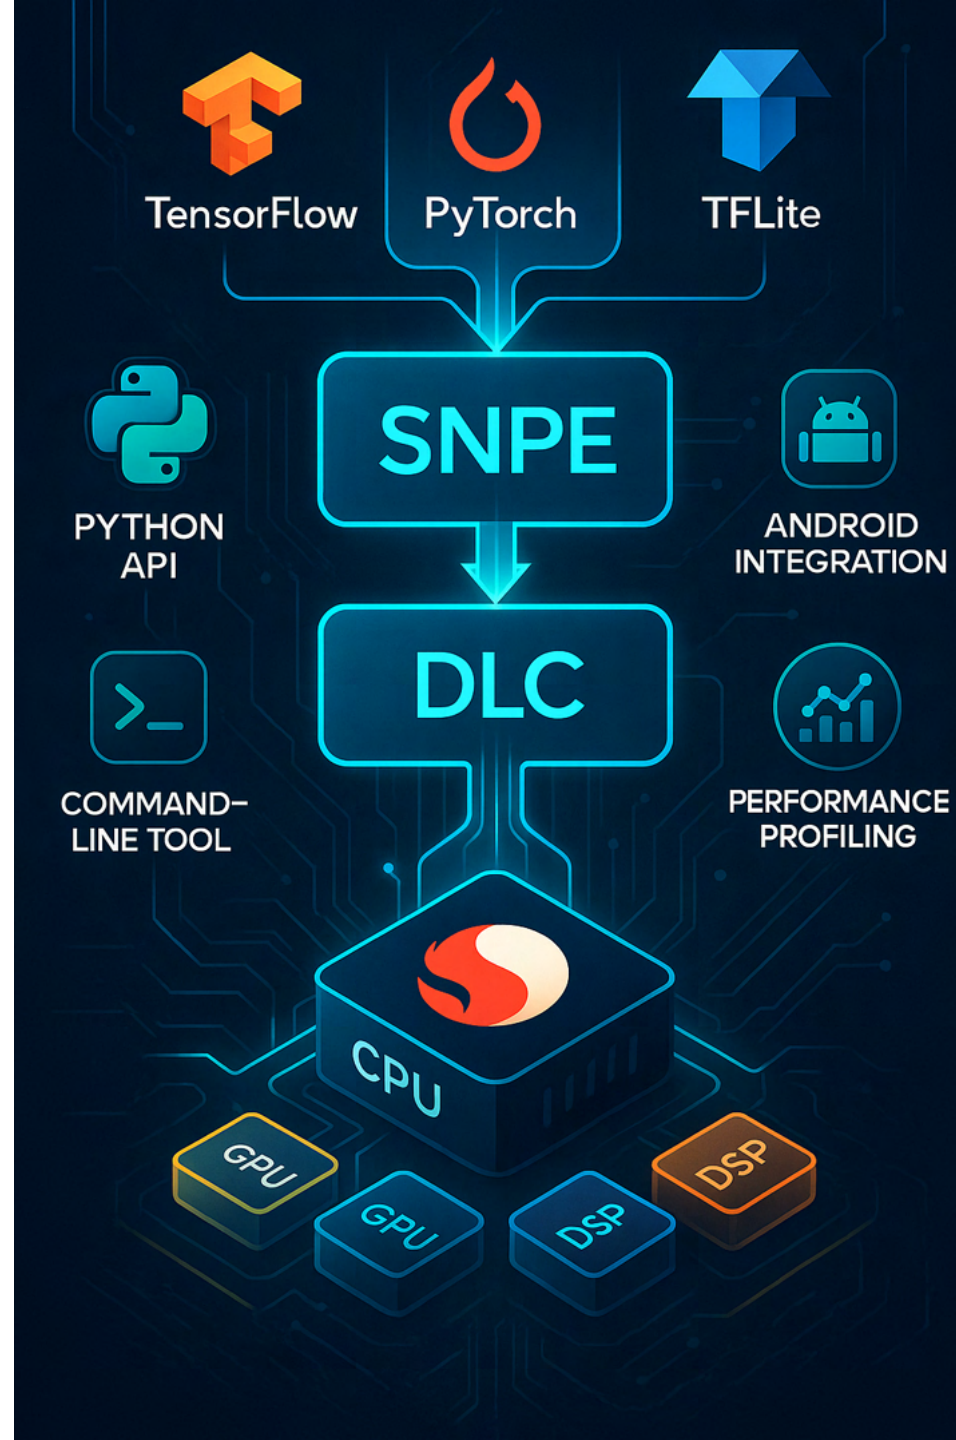 TensorFlow
PyTorch
TFLite
SNPE
PYTHON
API
ANDROID
INTEGRATION
DLC
COMMAND-
LINE TOOL
PERFORMANCE
PROFILING
CPU
GPU
GPU
DSP
DSP